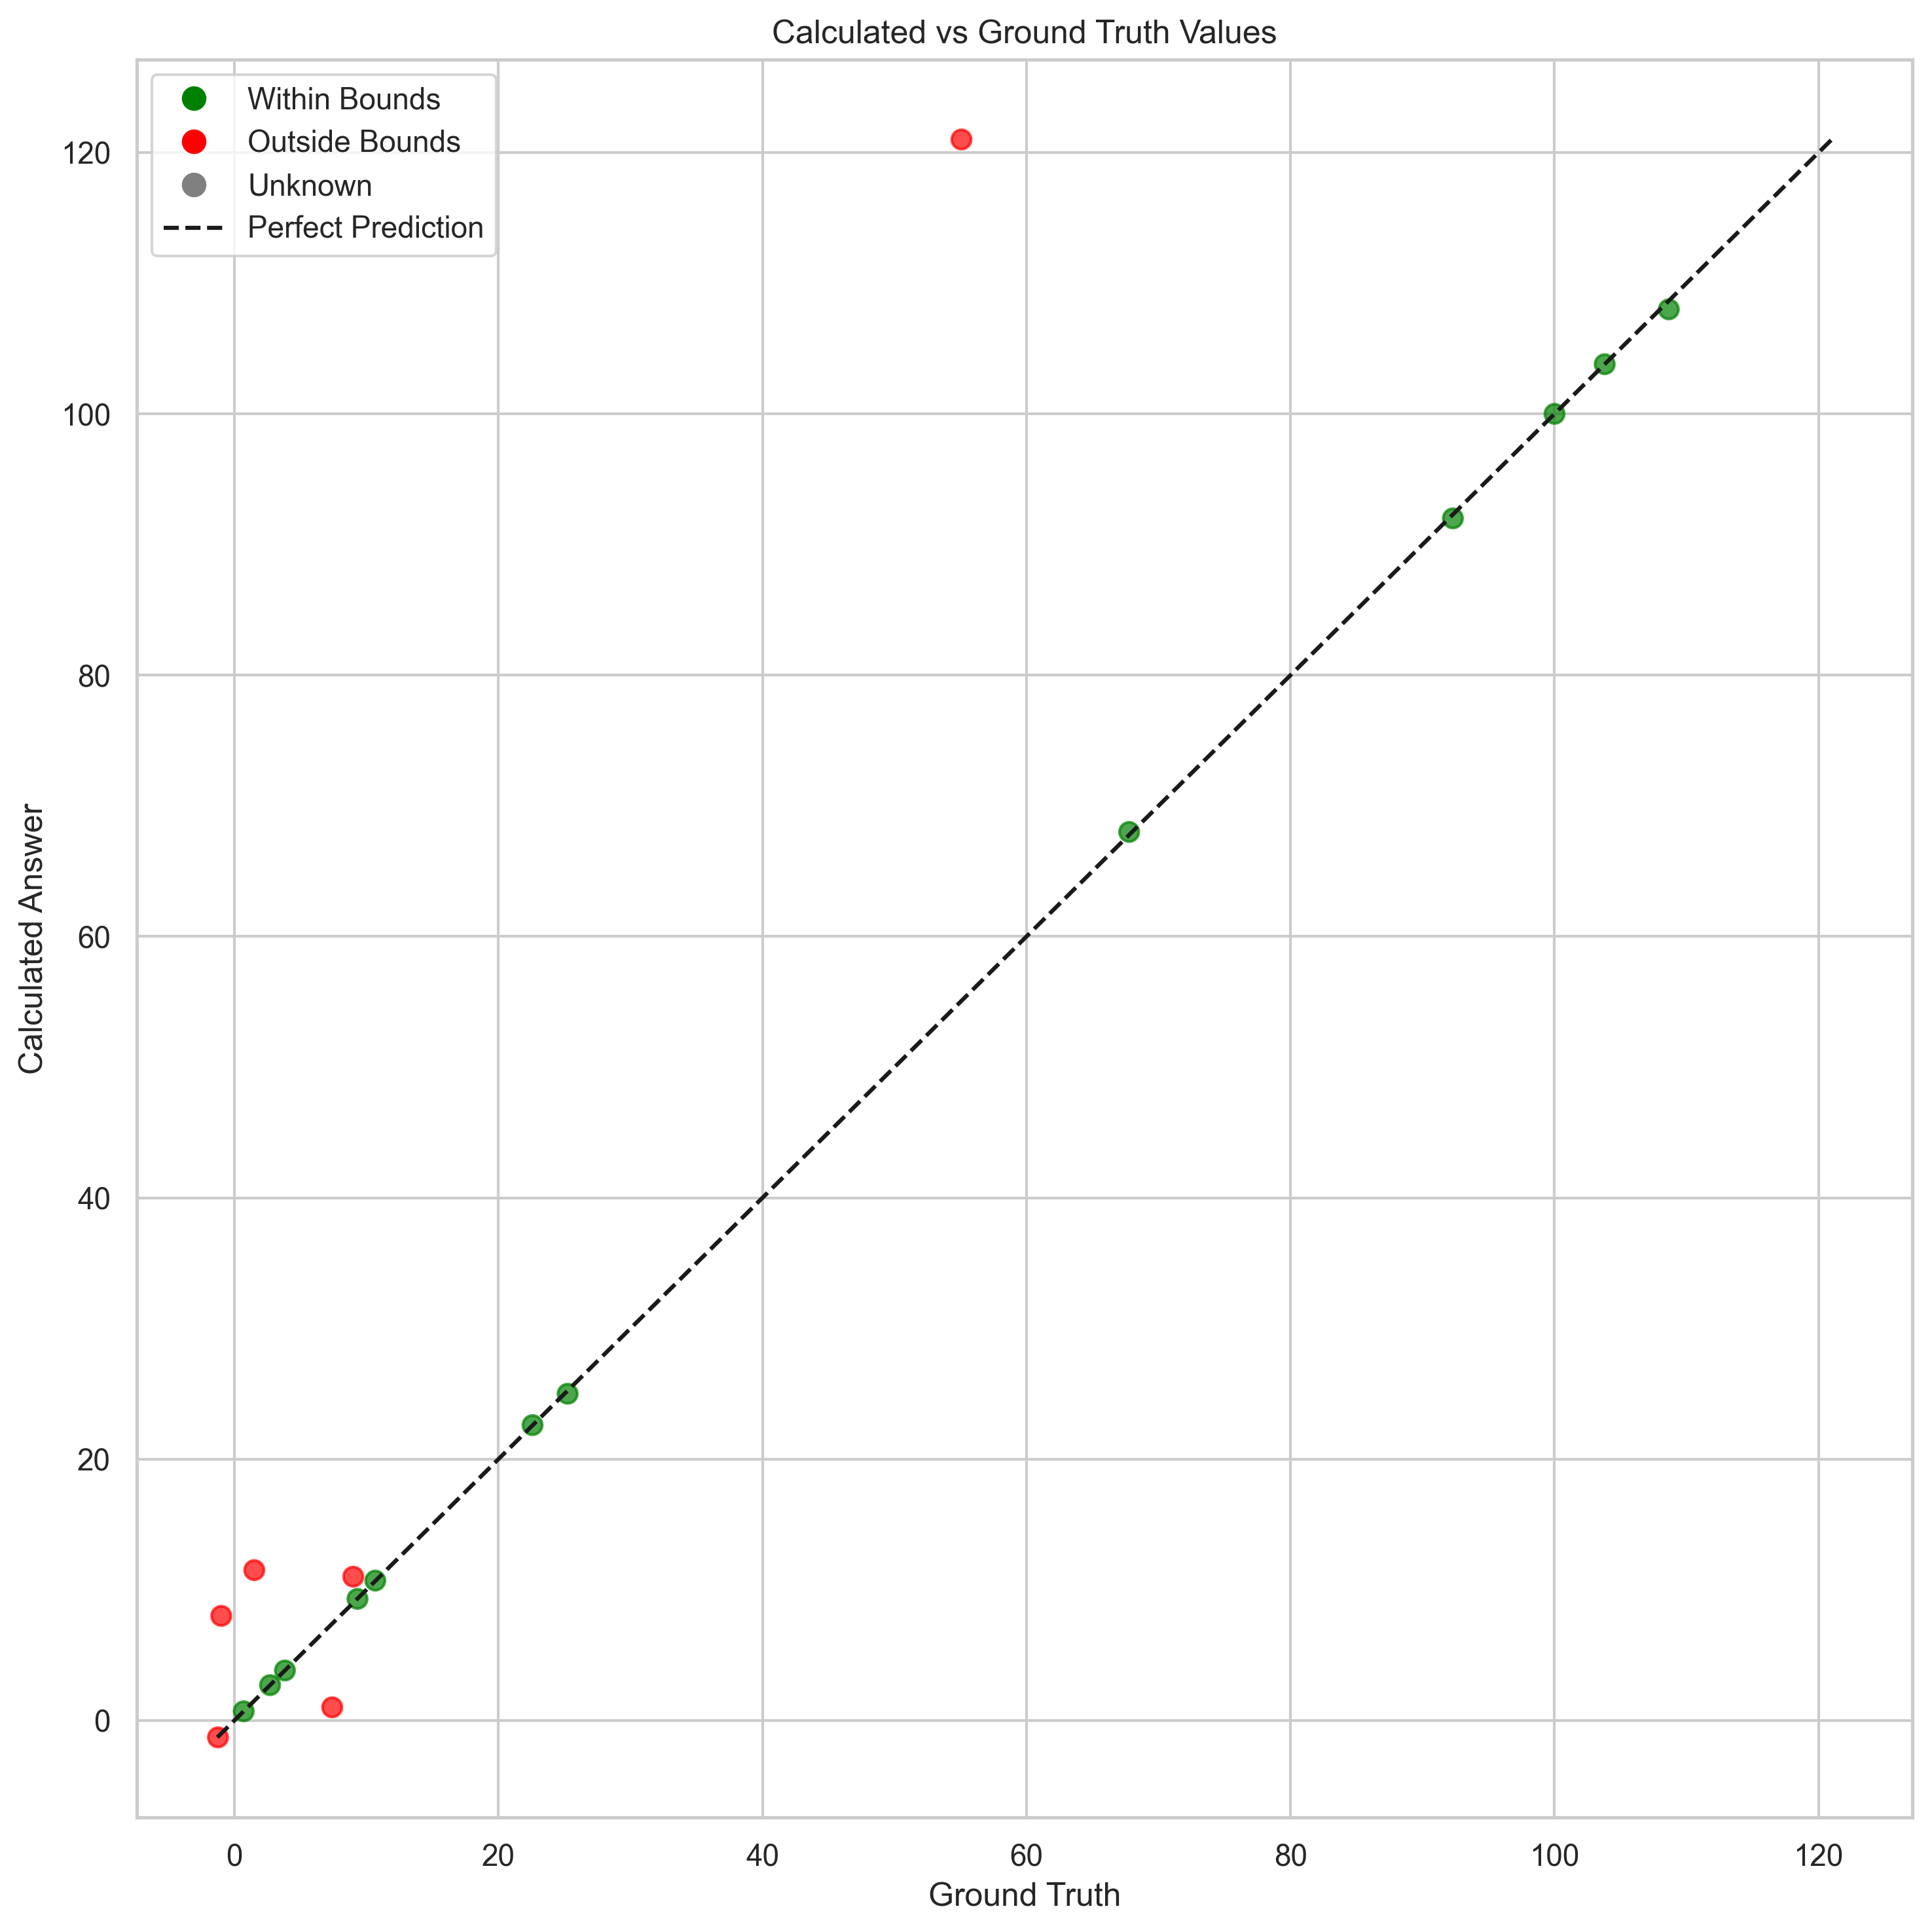 Calculated vs Ground Truth Values
Within Bounds
Outside Bounds
Unknown
Perfect Prediction
120
100
80
60
40
20
0
Calculated Answer
0 20 40 60 80 100 120
Ground Truth